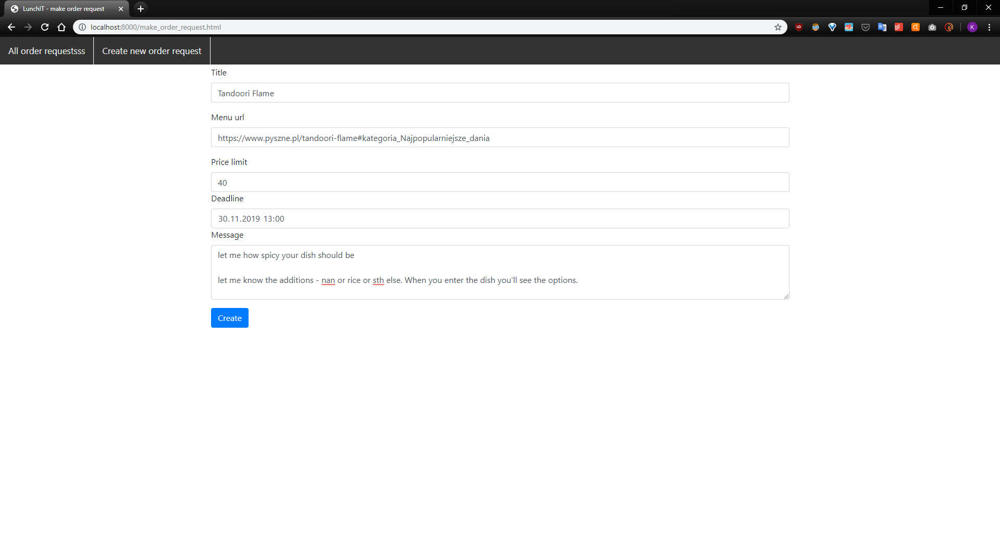 LunchIT - make order request
localhost:8000/make_order_request.html
UD
K
All order requestsss
Create new order request
Title
Tandoori Flame
Menu url
https://www.pyszne.pl/tandoori-flame#kategoria_Najpopularniejsze_dania
Price limit
40
Deadline
30.11.2019 13:00
Message
let me how spicy your dish should be
let me know the additions - nan or rice or sth else. When you enter the dish you'll see the options.
Create